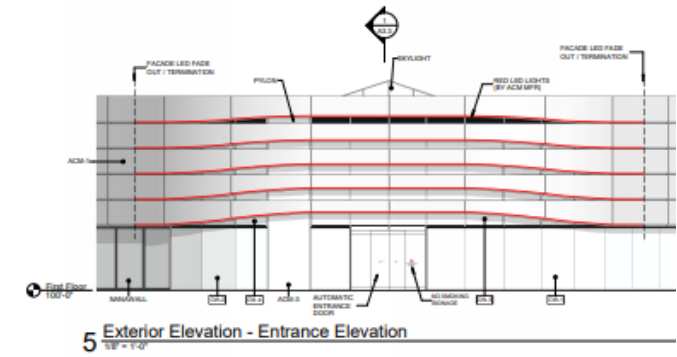 1
A3.3
FACADE LED FADE
OUT / TERMINATION
SKYLIGHT
FACADE LED FADE
OUT / TERMINATION
PYLON
RED LED LIGHTS
(BY ACM MFR)
ACM-1
First Floor
100'-0"
NANAWALL
ACM-3
AUTOMATIC
ENTRANCE
DOOR
NO SMOKING
SIGNAGE
5 Exterior Elevation - Entrance Elevation
1/8" = 1'-0"